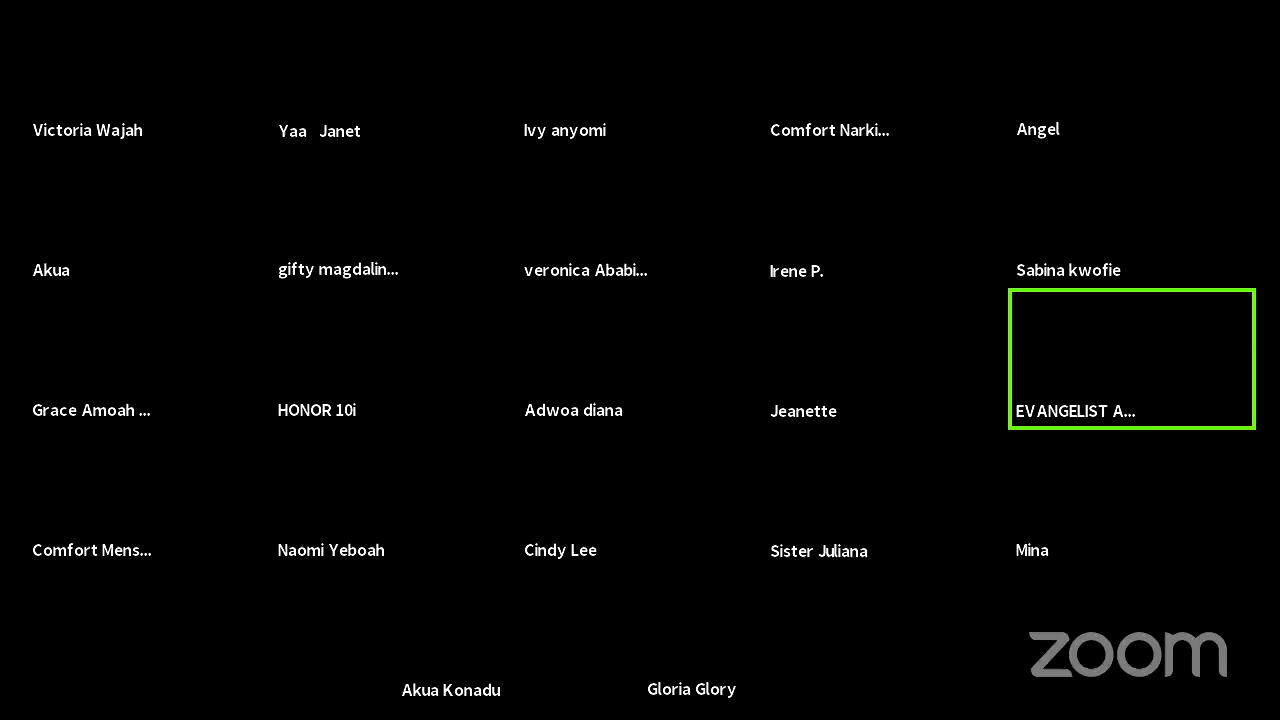 Victoria Wajah
Yaa Janet
Ivy anyomi
Comfort Narki...
Angel
Akua
gifty magdalin...
veronica Ababi...
Irene P.
Sabina kwofie
Grace Amoah ...
HONOR 10i
Adwoa diana
Jeanette
EVANGELIST A...
Comfort Mens...
Naomi Yeboah
Cindy Lee
Sister Juliana
Mina
zoom
Akua Konadu
Gloria Glory